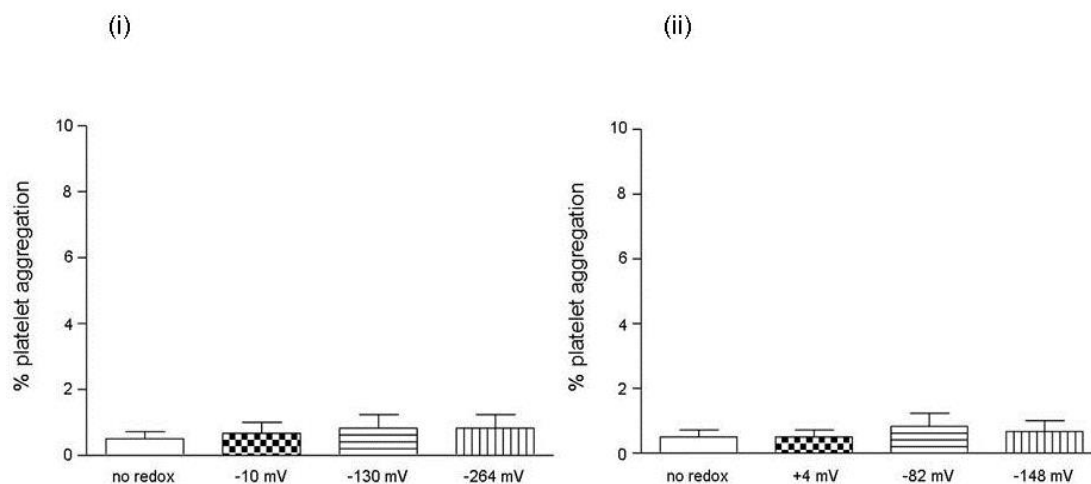 (i)
(ii)
% platelet aggregation
10
8
6
4
2
0
no redox -10 mV -130 mV -264 mV
% platelet aggregation
10
8
6
4
2
0
no redox +4 mV -82 mV -148 mV